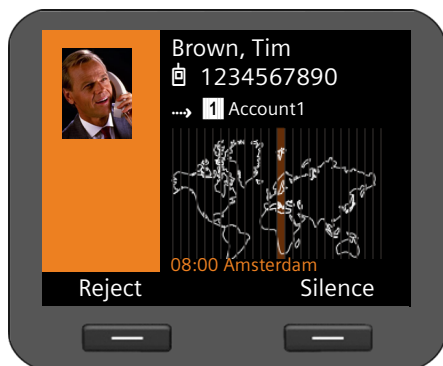 Brown, Tim
1234567890
1 Account1
08:00 Amsterdam
Reject Silence